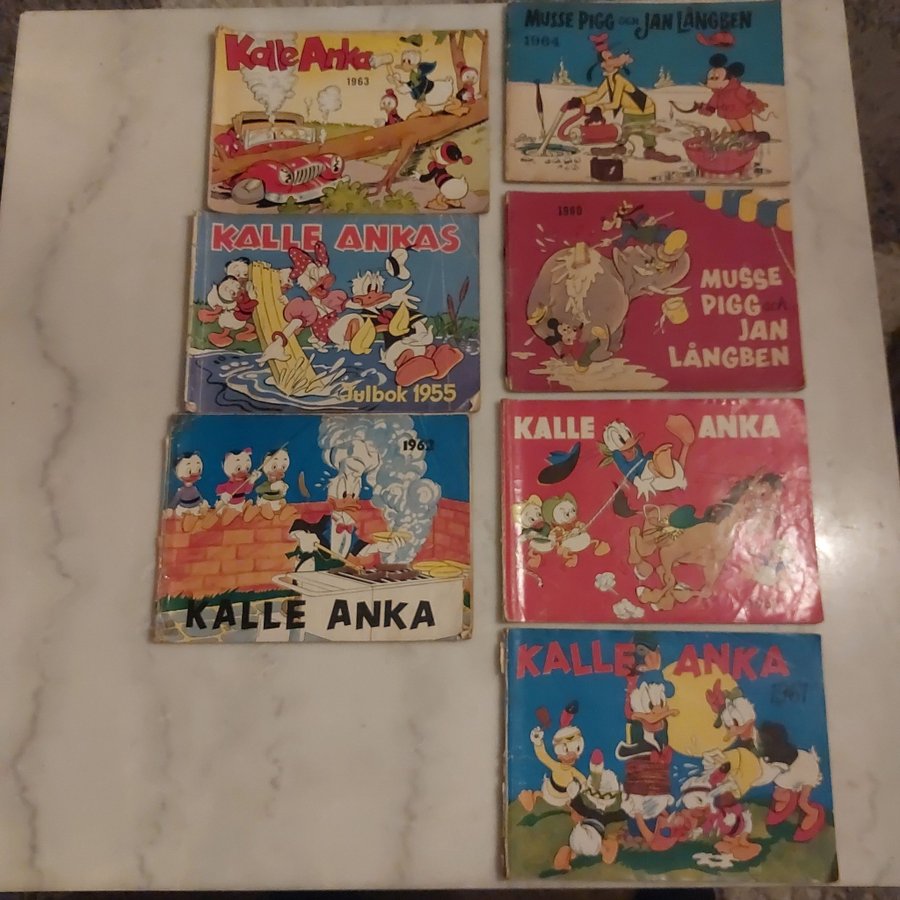 Kalle Anka
1963
KALLE ANKAS
Julbok 1955
KALLE ANKA
MUSSE PIGG OCH JAN LÅNGBEN
1964
MUSSE
PIGG och
JAN
LÅNGBEN
KALLE ANKA
KALLE ANKA